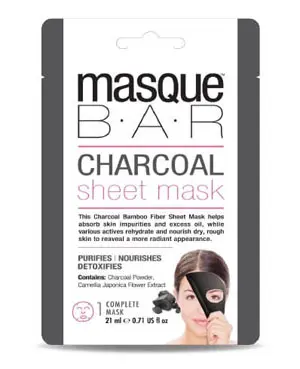 masque™
B·A·R
CHARCOAL
sheet mask
This Charcoal Bamboo Fiber Sheet Mask helps
absorb skin impurities and excess oil, while
various actives rehydrate and nourish dry, rough
skin to reaveal a more radiant appearance.
PURIFIES | NOURISHES
DETOXIFIES
Contains: Charcoal Powder,
Camellia Japonica Flower Extract
1 COMPLETE
MASK
21 ml ℮ 0.71 US fl oz